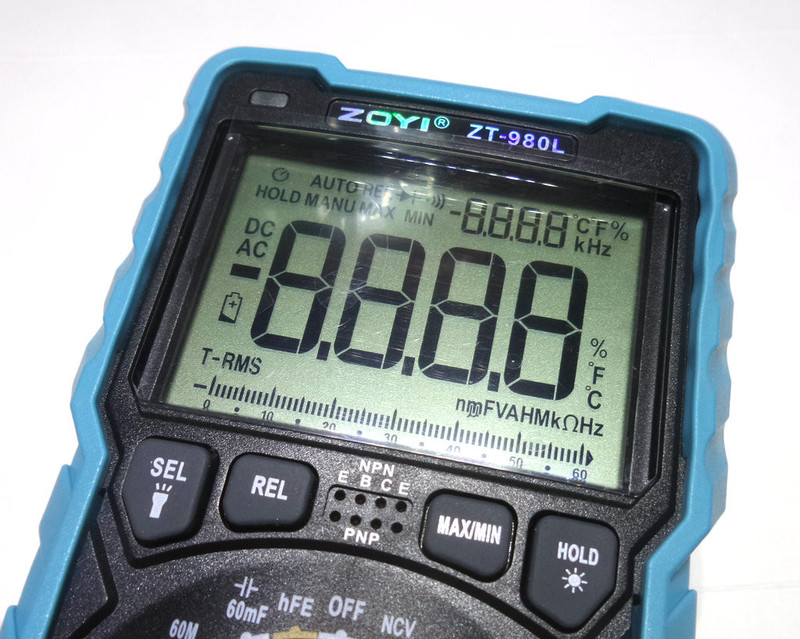 ZOYI® ZT-980L
AUTO REL
HOLD MANU MAX MIN
-8.8.8.8 °C°F%
kHz
DC
AC
-8.8.8.8
%
°F
°C
T-RMS
nµmFVAHMkΩHz
0 10 20 30 40 50 60
SEL
REL
NPN
E B C E
PNP
MAX/MIN
HOLD
60M
60mF
hFE
OFF
NCV